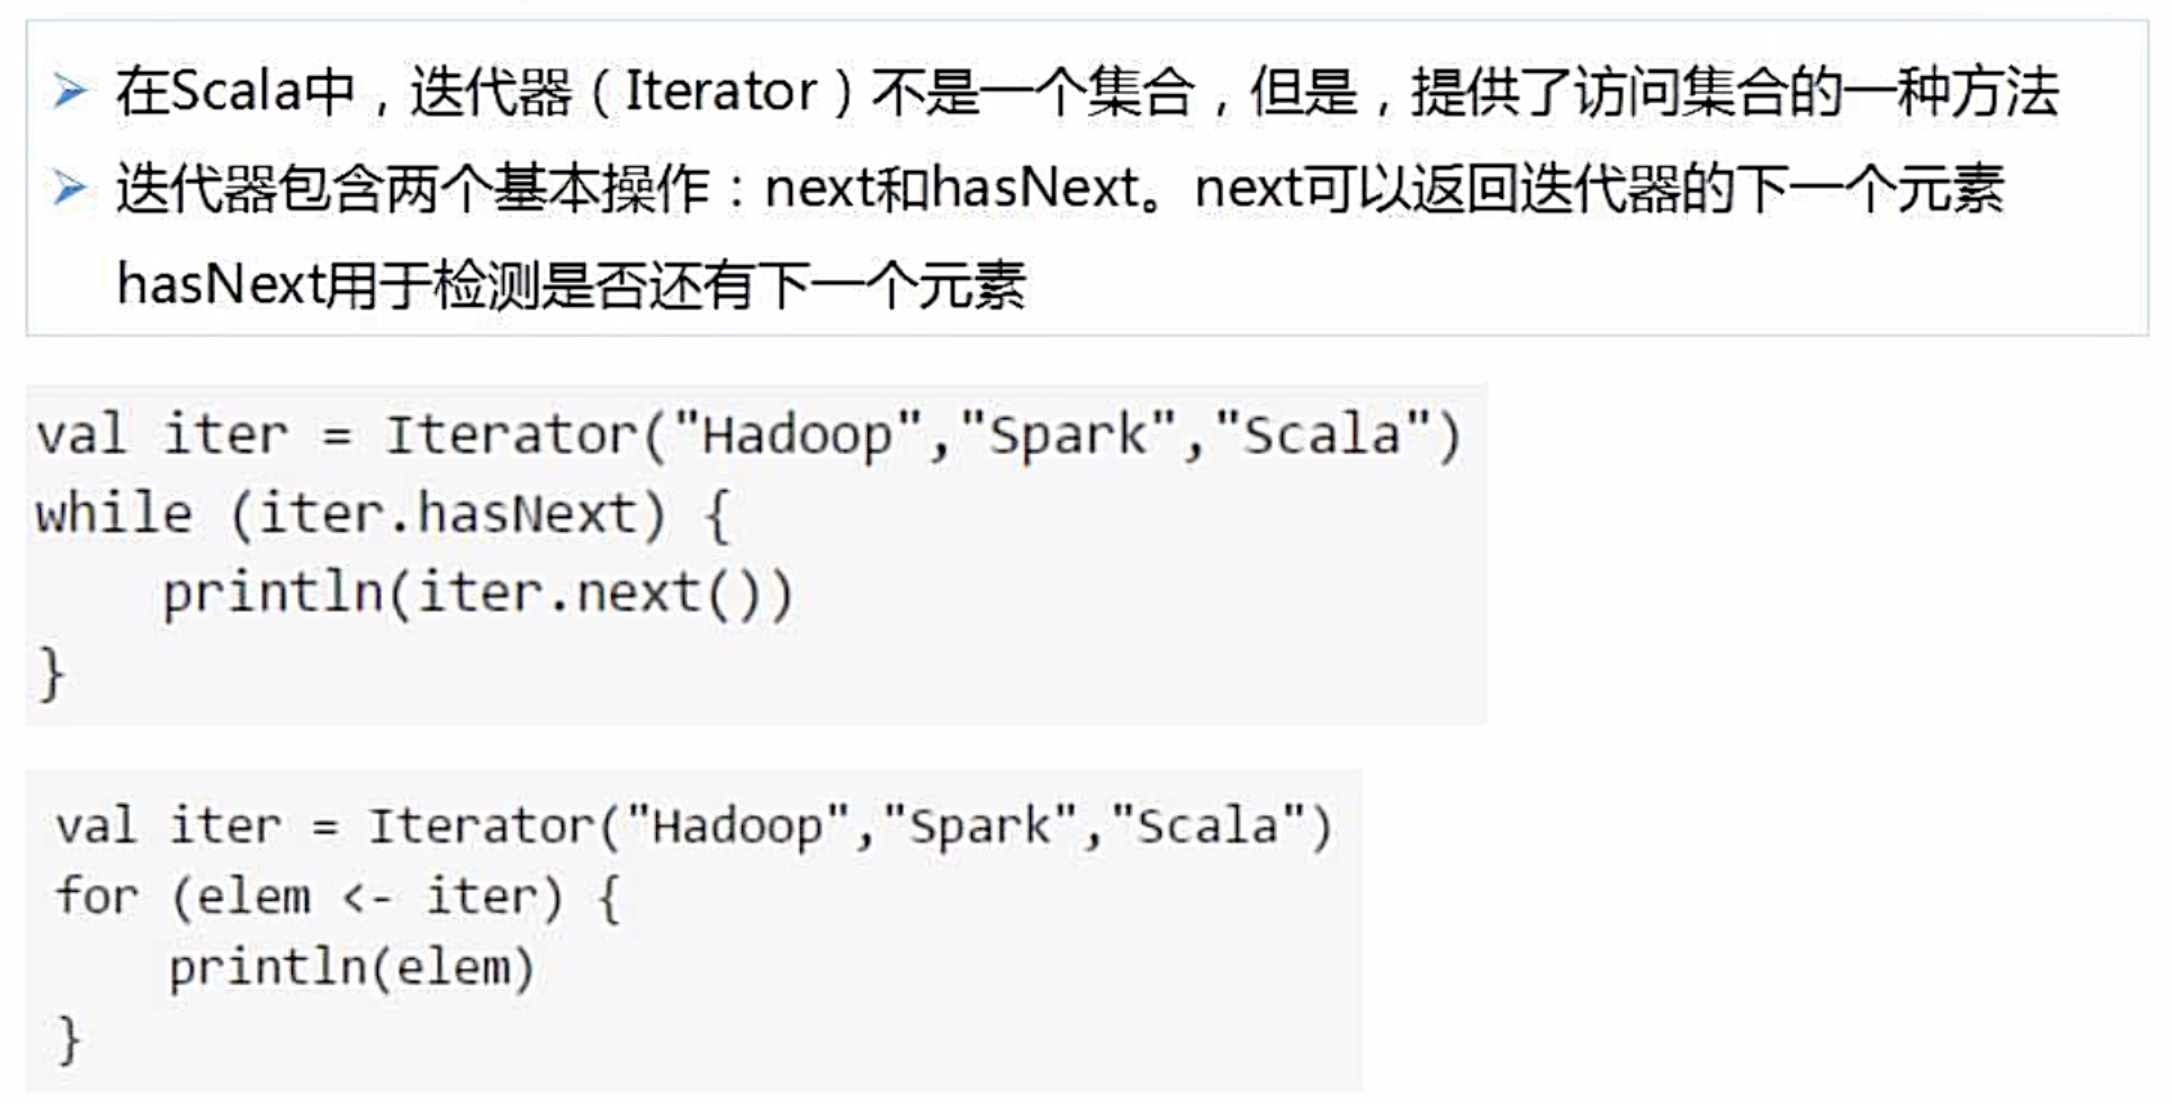 在Scala中，迭代器（Iterator）不是一个集合，但是，提供了访问集合的一种方法
迭代器包含两个基本操作：next和hasNext。next可以返回迭代器的下一个元素
hasNext用于检测是否还有下一个元素
val iter = Iterator("Hadoop","Spark","Scala")
while (iter.hasNext) {
    println(iter.next())
}
val iter = Iterator("Hadoop","Spark","Scala")
for (elem <- iter) {
    println(elem)
}